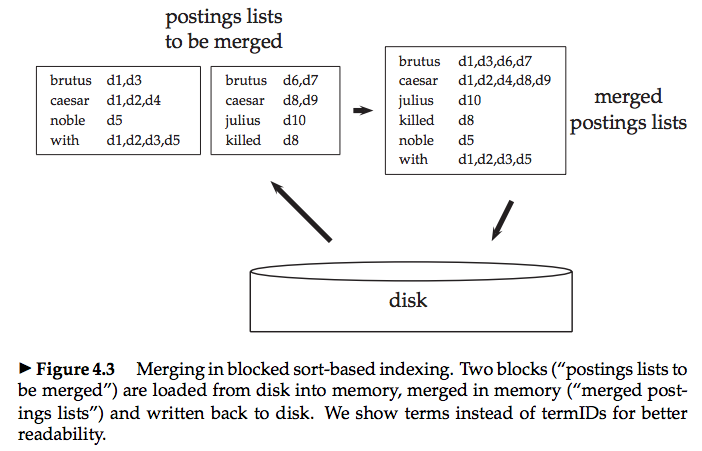 postings lists
to be merged
brutus d1,d3
caesar d1,d2,d4
noble d5
with d1,d2,d3,d5
brutus d6,d7
caesar d8,d9
julius d10
killed d8
brutus d1,d3,d6,d7
caesar d1,d2,d4,d8,d9
julius d10
killed d8
noble d5
with d1,d2,d3,d5
merged
postings lists
disk
► Figure 4.3 Merging in blocked sort-based indexing. Two blocks (“postings lists to
be merged”) are loaded from disk into memory, merged in memory (“merged post-
ings lists”) and written back to disk. We show terms instead of termIDs for better
readability.